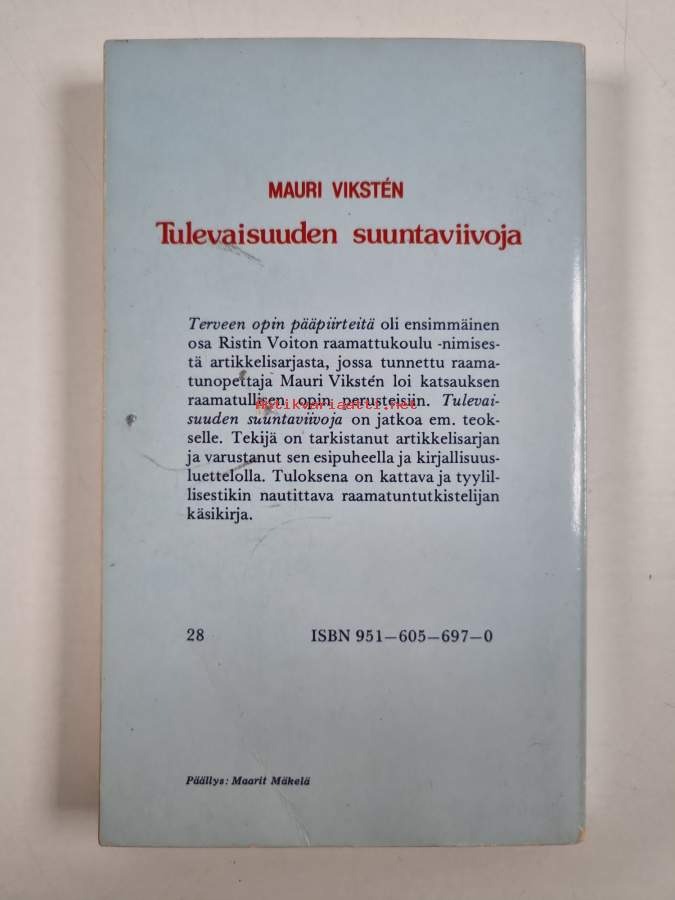 MAURI VIKSTÉN
Tulevaisuuden suuntaviivoja
Terveen opin pääpiirteitä oli ensimmäinen
osa Ristin Voiton raamattukoulu -nimises-
tä artikkelisarjasta, jossa tunnettu raama-
tunopettaja Mauri Vikstén loi katsauksen
raamatullisen opin perusteisiin. Tulevai-
Antikvariaatti.net
suuden suuntaviivoja on jatkoa em. teok-
selle. Tekijä on tarkistanut artikkelisarjan
ja varustanut sen esipuheella ja kirjallisuus-
luettelolla. Tuloksena on kattava ja tyylil-
lisestikin nautittava raamatuntutkistelijan
käsikirja.
28 ISBN 951-605-697-0
Päällys: Maarit Mäkelä